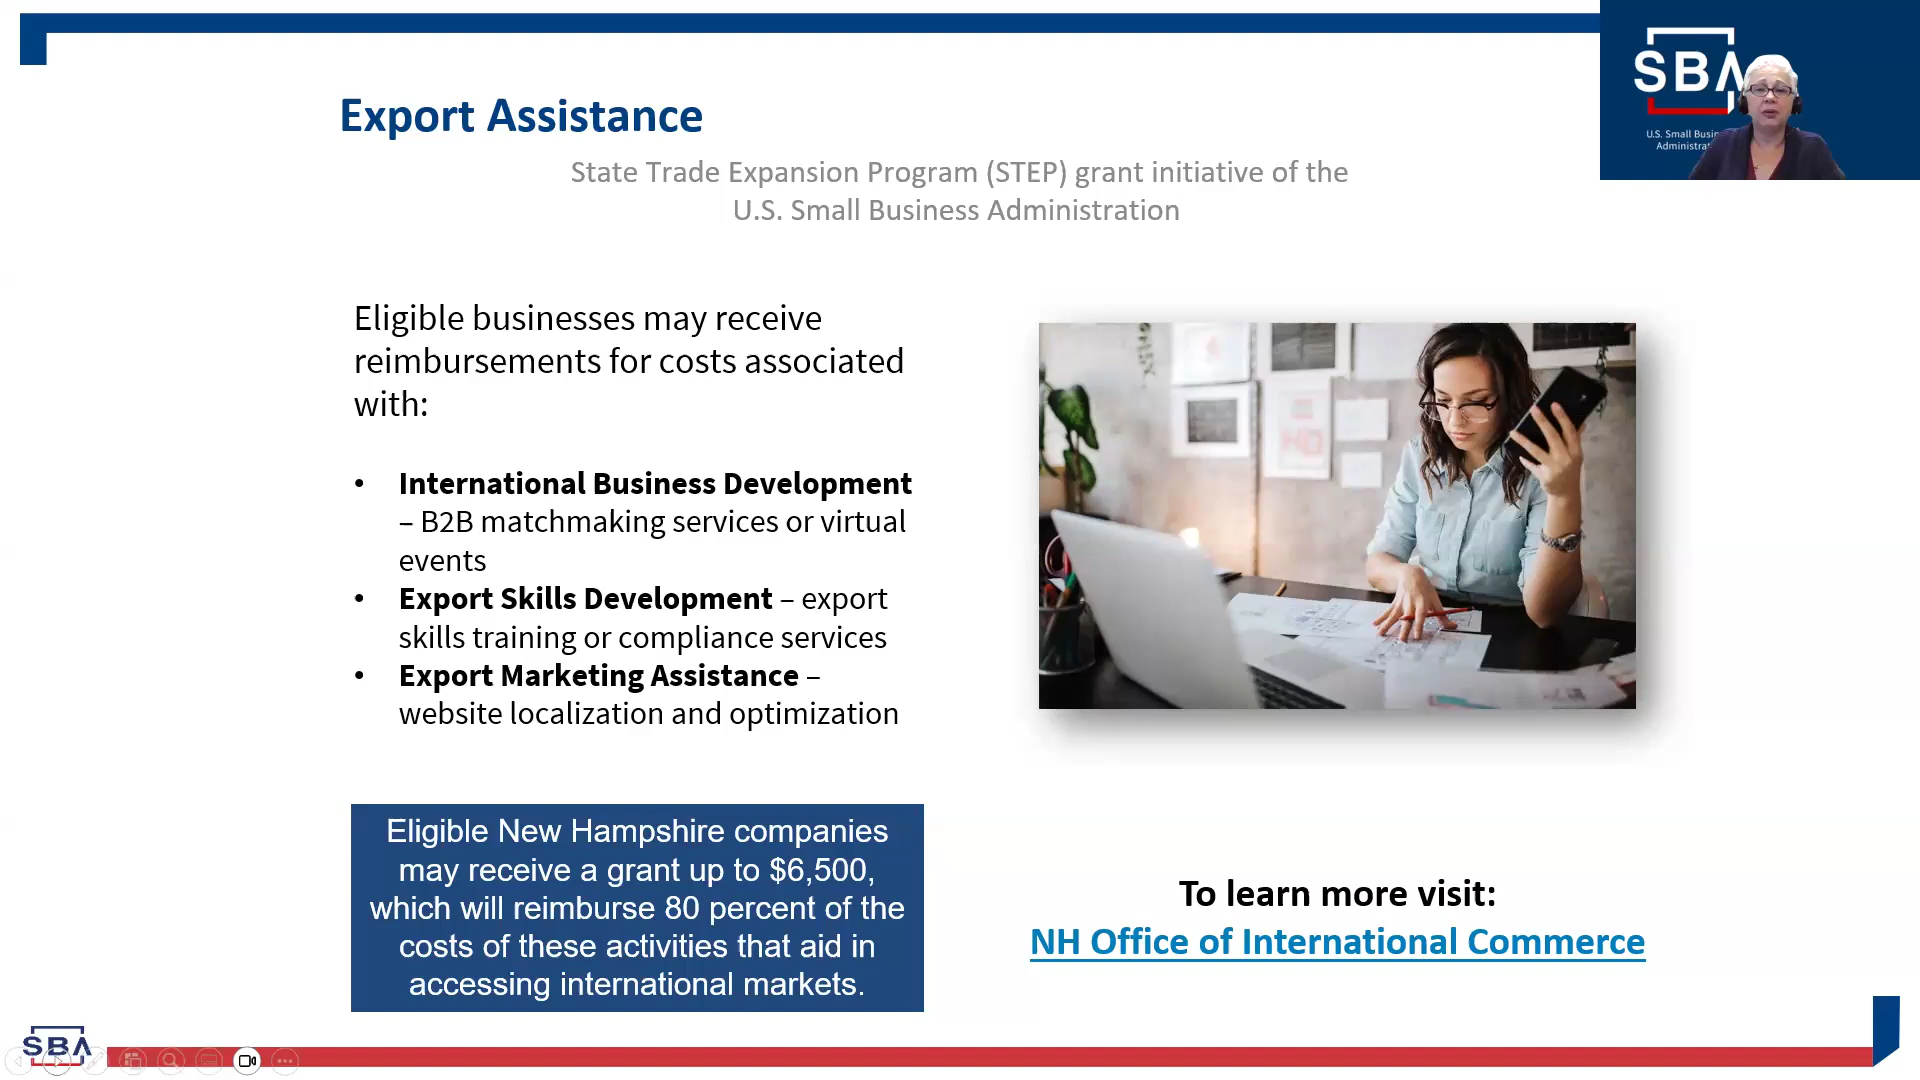 Export Assistance
State Trade Expansion Program (STEP) grant initiative of the
U.S. Small Business Administration
SBA
U.S. Small
Eligible businesses may receive
reimbursements for costs associated
with:
• International Business Development
– B2B matchmaking services or virtual
events
• Export Skills Development – export
skills training or compliance services
• Export Marketing Assistance –
website localization and optimization
Eligible New Hampshire companies
may receive a grant up to $6,500,
which will reimburse 80 percent of the
costs of these activities that aid in
accessing international markets.
To learn more visit:
NH Office of International Commerce
SBA